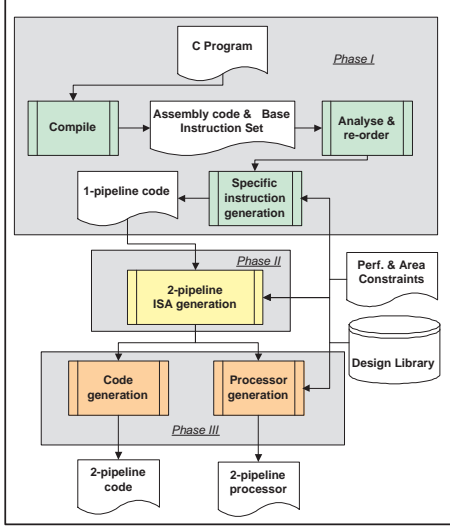 C Program
Phase I
Compile
Assembly code & Base
Instruction Set
Analyse &
re-order
1-pipeline code
Specific
instruction
generation
Phase II
2-pipeline
ISA generation
Perf. & Area
Constraints
Design Library
Code
generation
Processor
generation
Phase III
2-pipeline
code
2-pipeline
processor